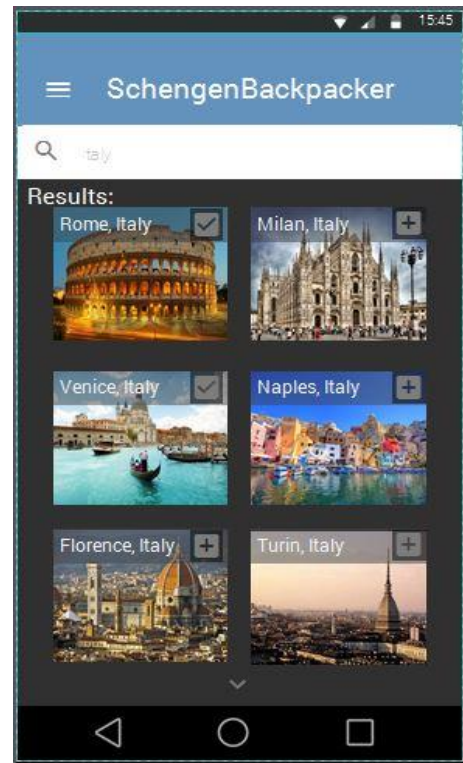 15:45
SchengenBackpacker
Italy
Results:
Rome, Italy
Milan, Italy
Venice, Italy
Naples, Italy
Florence, Italy
Turin, Italy